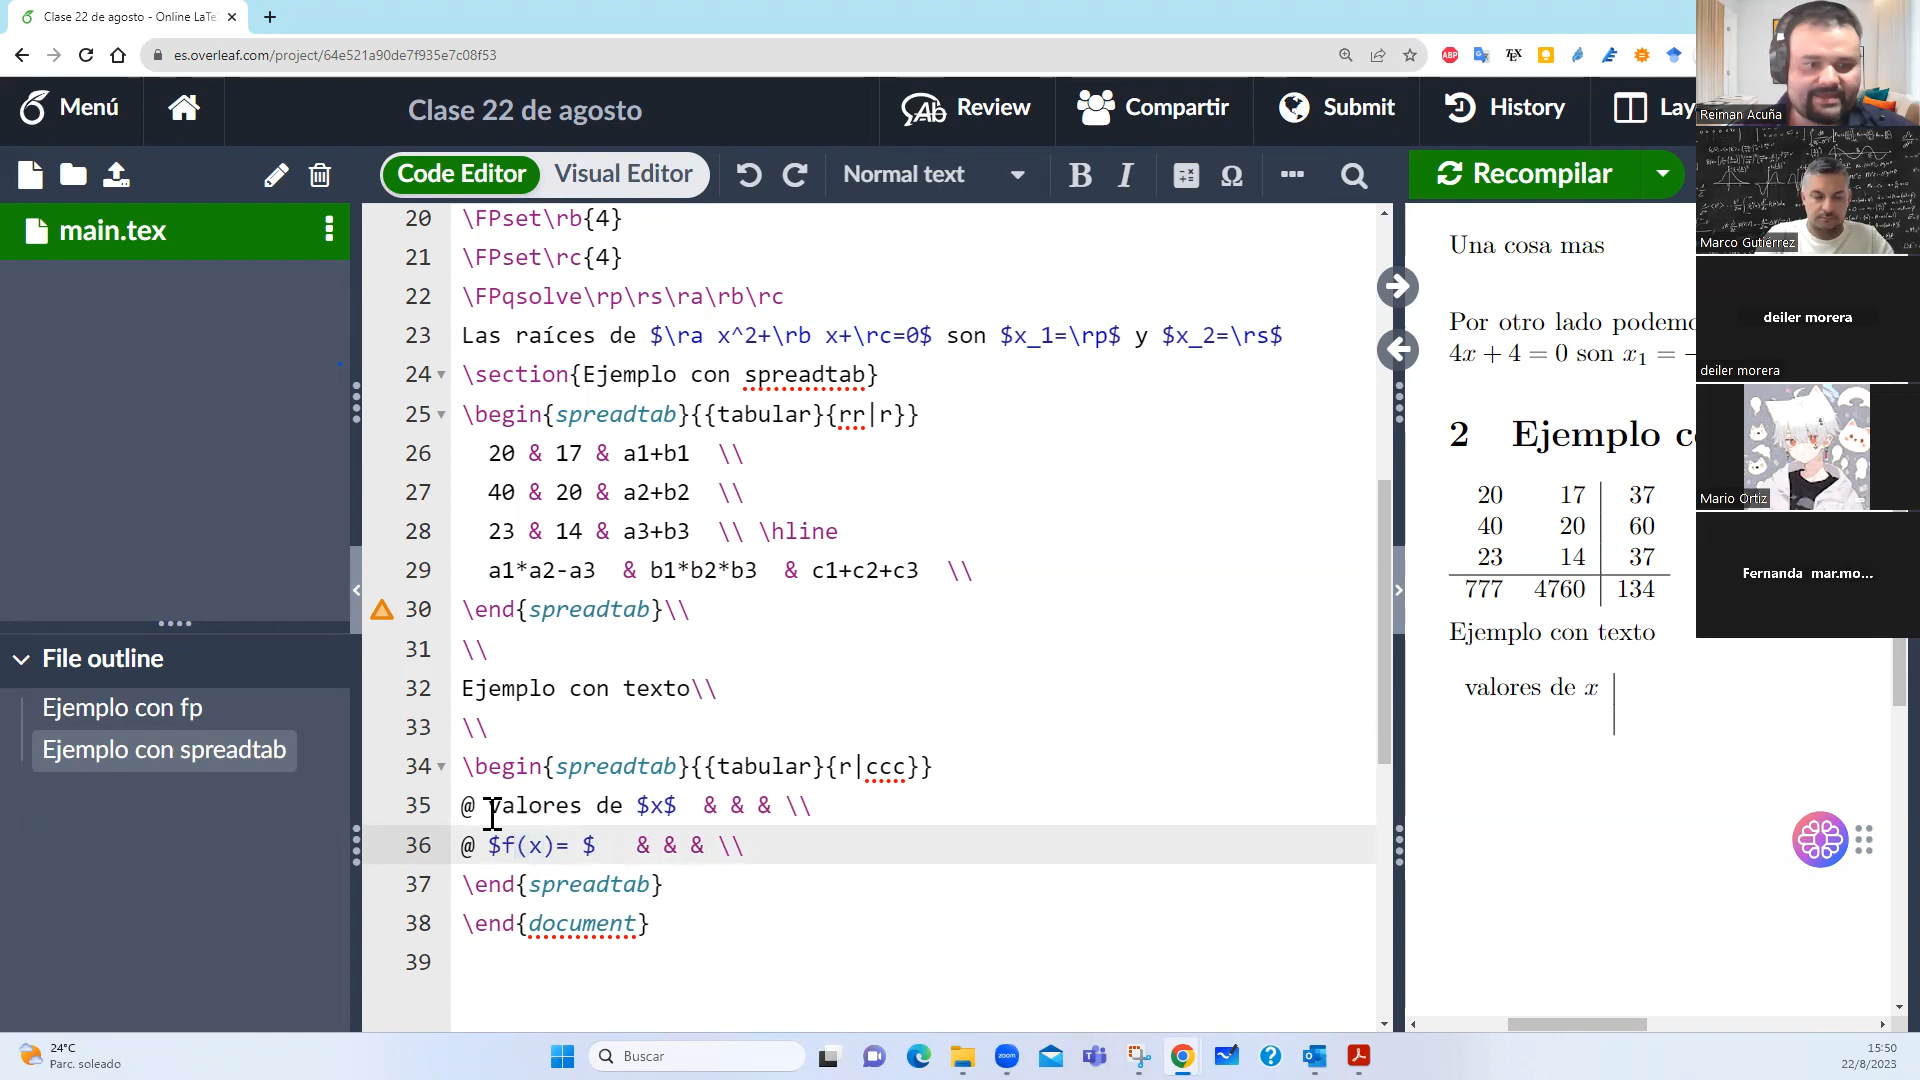 Clase 22 de agosto - Online LaTe
es.overleaf.com/project/64e521a90de7f935e7c08f53
Menú
Clase 22 de agosto
Review
Compartir
Submit
History
Lay
Code Editor
Visual Editor
Normal text
B I
Ω
Recompilar
main.tex
File outline
Ejemplo con fp
Ejemplo con spreadtab
20 \FPset\rb{4}
21 \FPset\rc{4}
22 \FPqsolve\rp\rs\ra\rb\rc
23 Las raíces de $\ra x^2+\rb x+\rc=0$ son $x_1=\rp$ y $x_2=\rs$
24 \section{Ejemplo con spreadtab}
25 \begin{spreadtab}{{tabular}{rr|r}}
26 20 & 17 & a1+b1 \\
27 40 & 20 & a2+b2 \\
28 23 & 14 & a3+b3 \\ \hline
29 a1*a2-a3 & b1*b2*b3 & c1+c2+c3 \\
30 \end{spreadtab}\\
31 \\
32 Ejemplo con texto\\
33 \\
34 \begin{spreadtab}{{tabular}{r|ccc}}
35 @ valores de $x$ & & & \\
36 @ $f(x)= $ & & & \\
37 \end{spreadtab}
38 \end{document}
39
Una cosa mas
Por otro lado podemo
4x + 4 = 0 son x₁ = −
2 Ejemplo c
20 17 37
40 20 60
23 14 37
777 4760 134
Ejemplo con texto
valores de x
Reiman Acuña
Marco Gutiérrez
deiler morera
deiler morera
Mario Ortiz
Fernanda mar.mo...
ABP
TEX
24°C
Parc. soleado
Buscar
zoom
15:50
22/8/2023